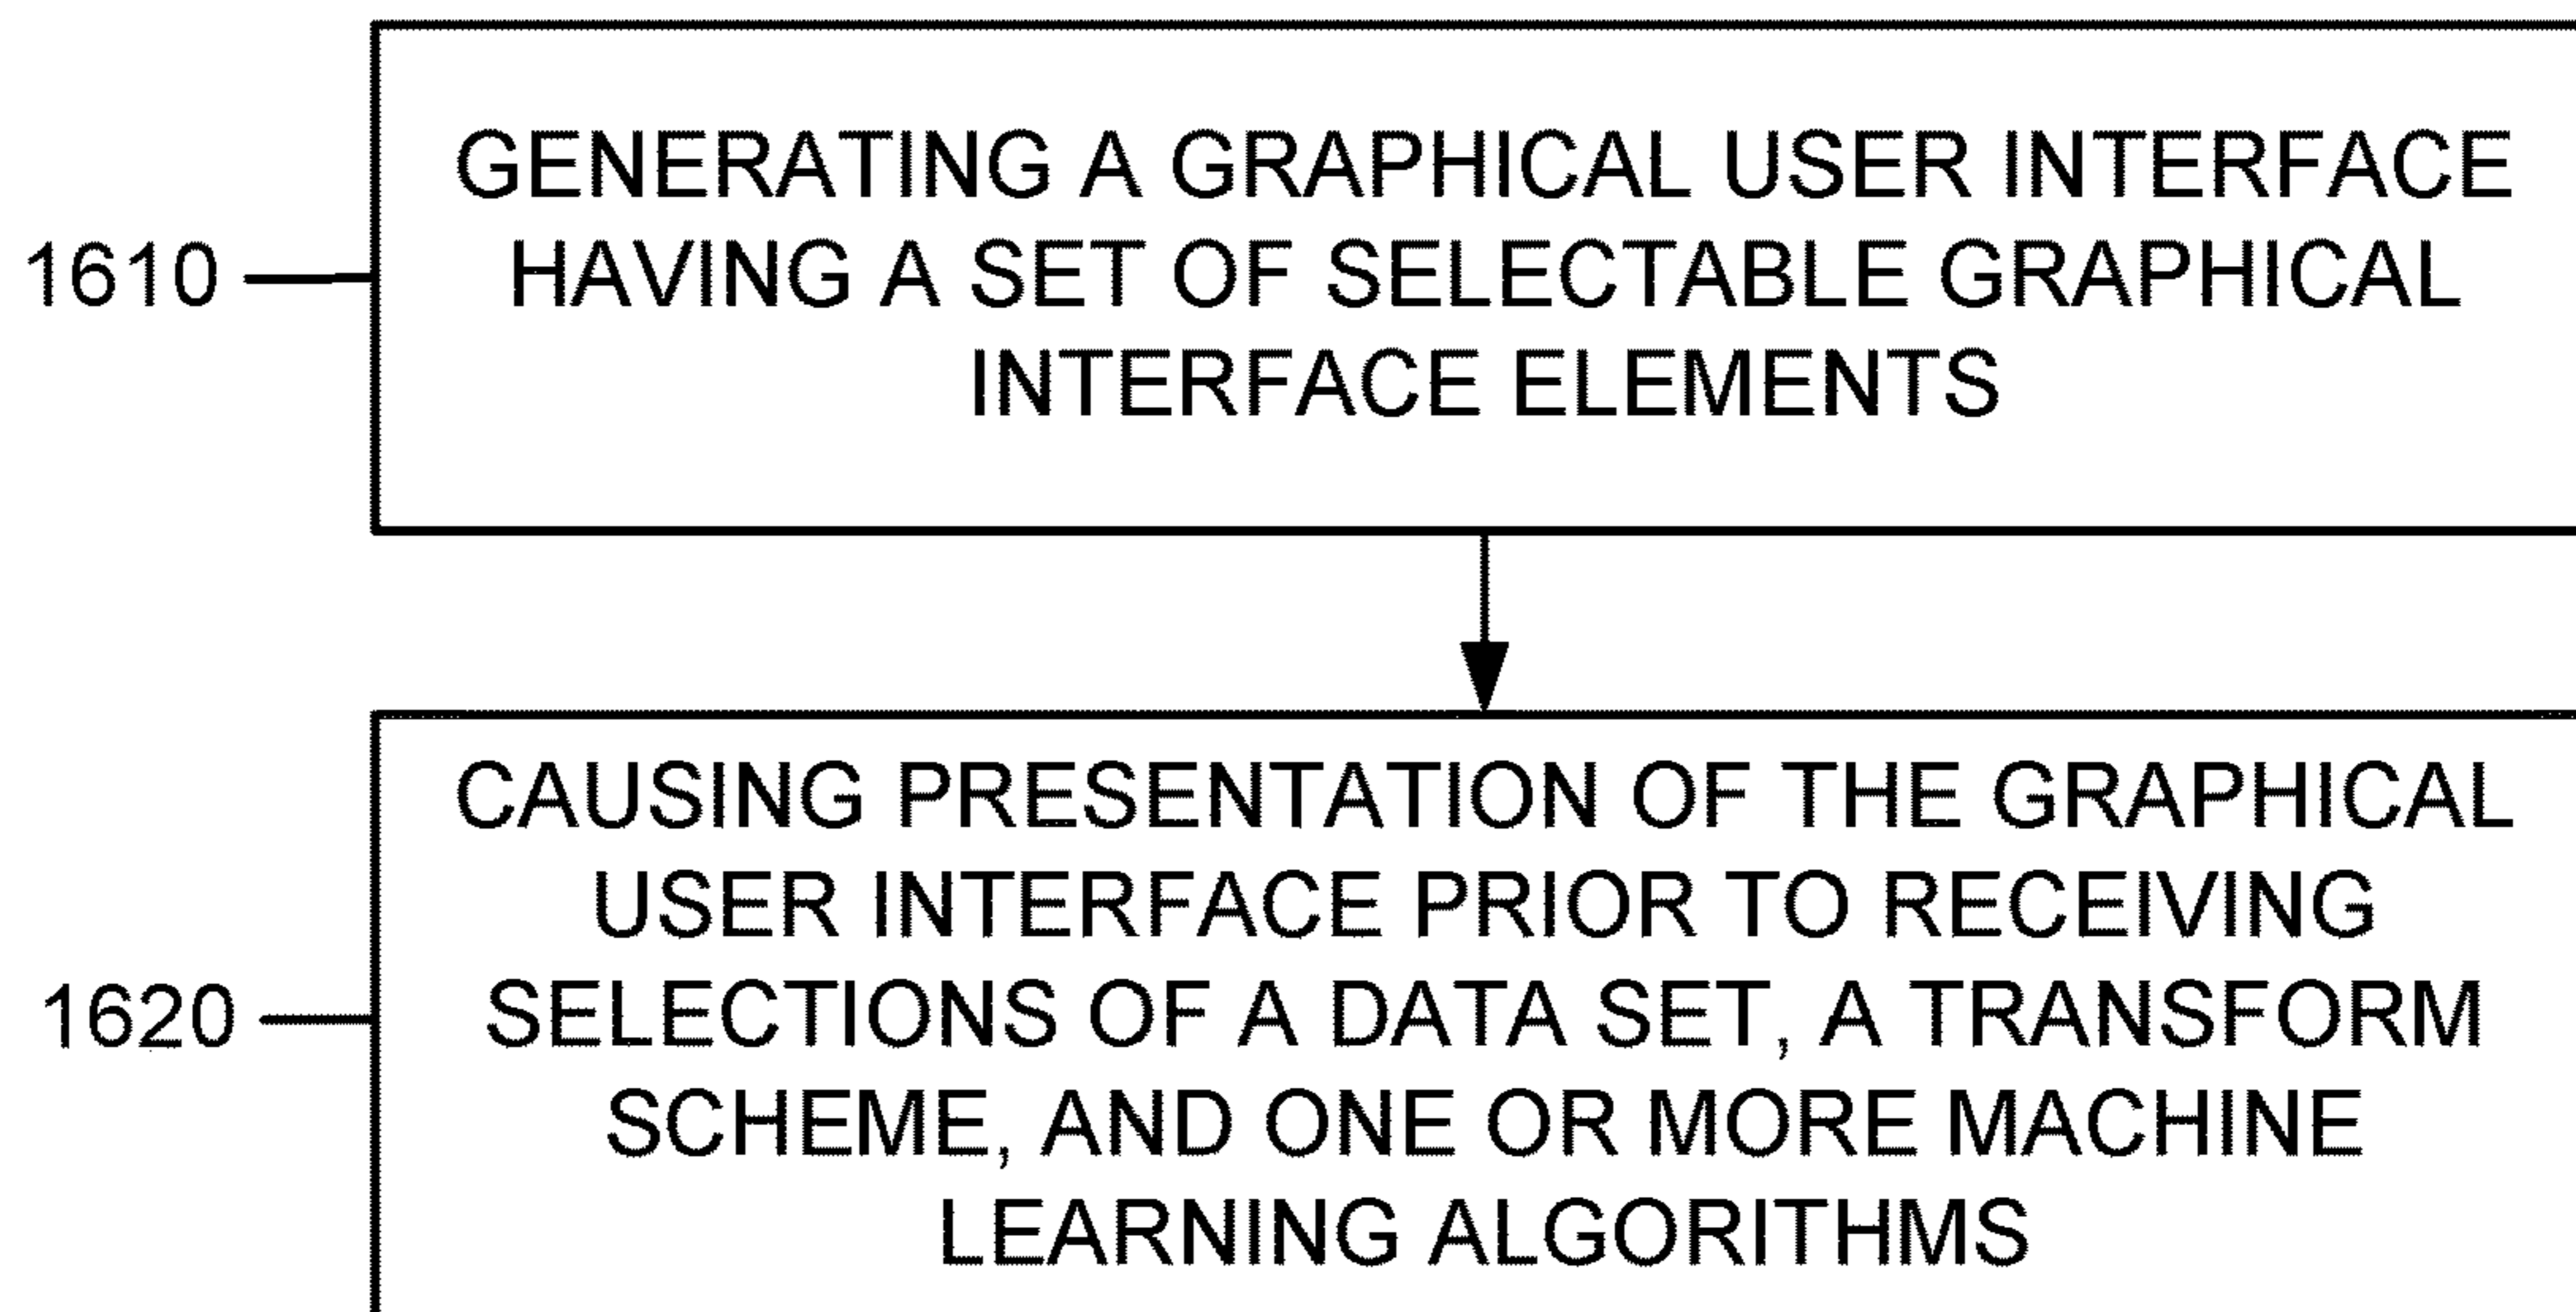 GENERATING A GRAPHICAL USER INTERFACE
HAVING A SET OF SELECTABLE GRAPHICAL
INTERFACE ELEMENTS
1610
CAUSING PRESENTATION OF THE GRAPHICAL
USER INTERFACE PRIOR TO RECEIVING
SELECTIONS OF A DATA SET, A TRANSFORM
SCHEME, AND ONE OR MORE MACHINE
LEARNING ALGORITHMS
1620